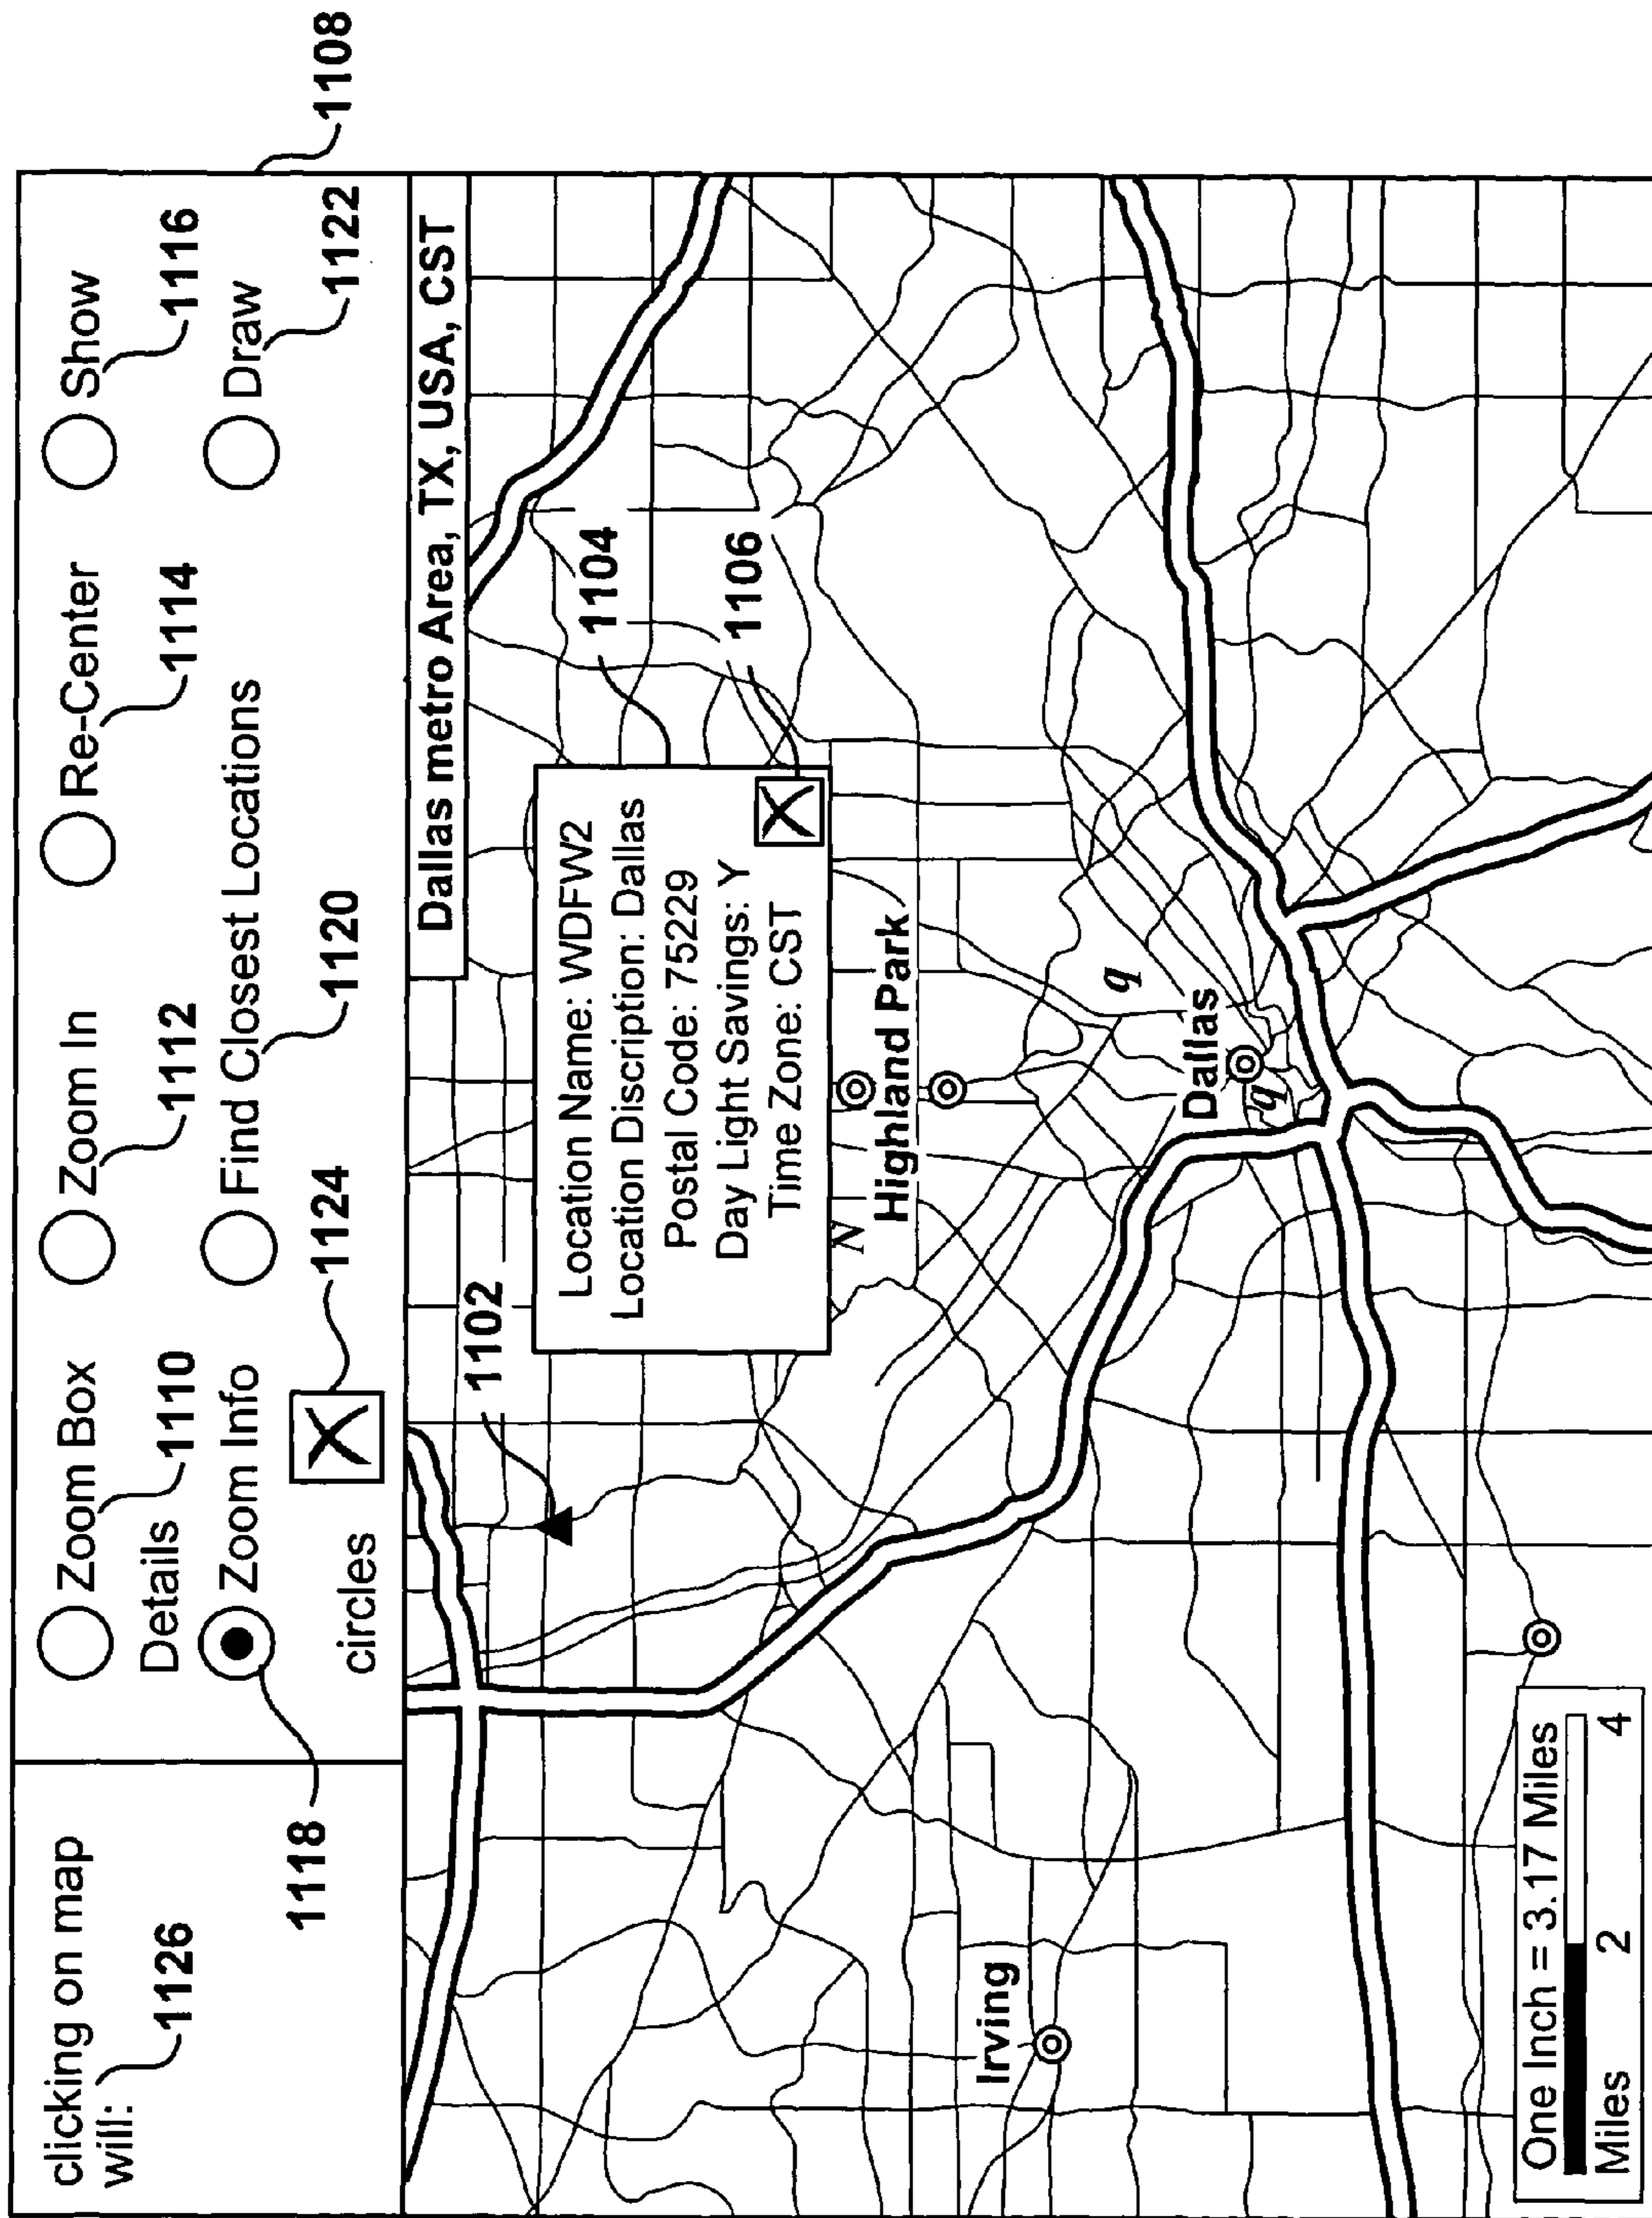 clicking on map
will:
1126
Zoom Box
Zoom In
Re-Center
Show
Details
1110
1112
1114
1116
Zoom Info
Find Closest Locations
Draw
1118
circles
1124
1120
1122
1108
Dallas metro Area, TX, USA, CST
1102
Location Name: WDFW2
Location Discription: Dallas
Postal Code: 75229
Day Light Savings: Y
Time Zone: CST
1104
1106
N
Highland Park
Irving
q
Dallas
q
One Inch = 3.17 Miles
Miles 2 4